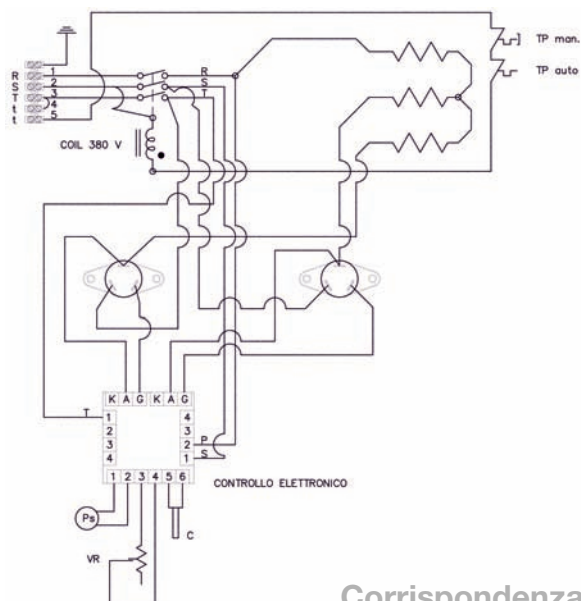 TP man.
TP auto
R 1 R
S 2 S
T 3 T
t 4
t 5
COIL 380 V
K A G K A G
T 1 4
2 3
3 2 P
4 1 S
1 2 3 4 5 6
CONTROLLO ELETTRONICO
Ps
C
VR
Corrispondenza